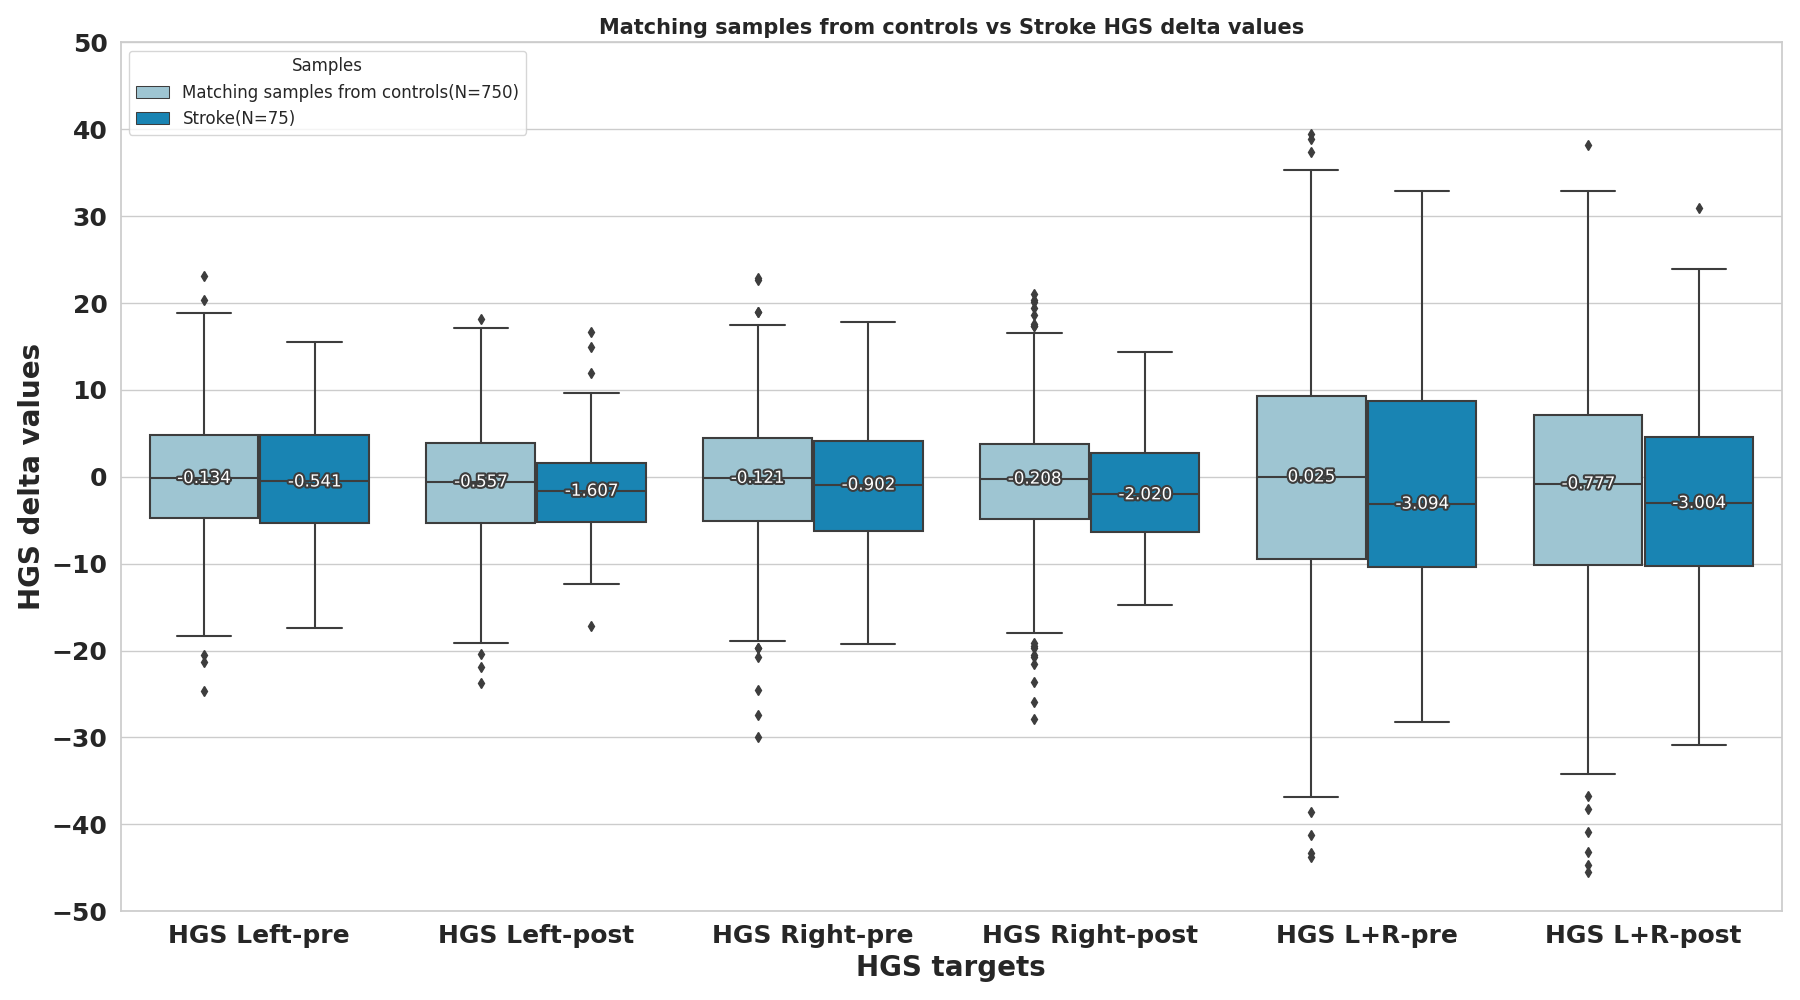 Matching samples from controls vs Stroke HGS delta values
50
40
30
20
10
0
−10
−20
−30
−40
−50
HGS delta values
Samples
Matching samples from controls(N=750)
Stroke(N=75)
-0.134
-0.541
-0.557
-1.607
-0.121
-0.902
-0.208
-2.020
0.025
-3.094
-0.777
-3.004
HGS Left-pre
HGS Left-post
HGS Right-pre
HGS Right-post
HGS L+R-pre
HGS L+R-post
HGS targets